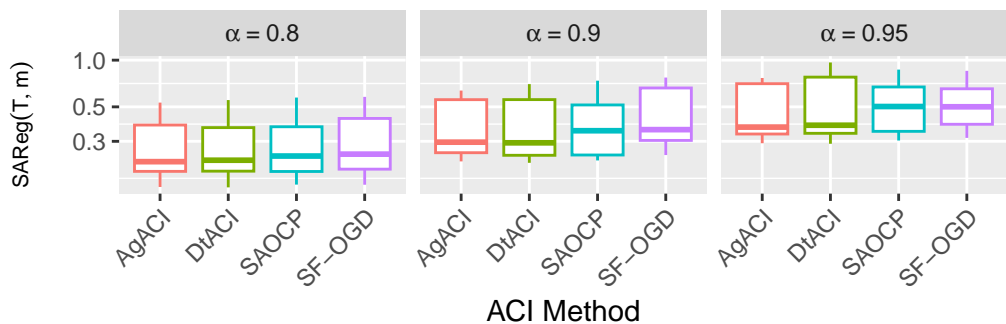 α = 0.8
α = 0.9
α = 0.95
SAReg(T, m)
1.0
0.5
0.3
AgACI
DtACI
SAOCP
SF−OGD
AgACI
DtACI
SAOCP
SF−OGD
AgACI
DtACI
SAOCP
SF−OGD
ACI Method